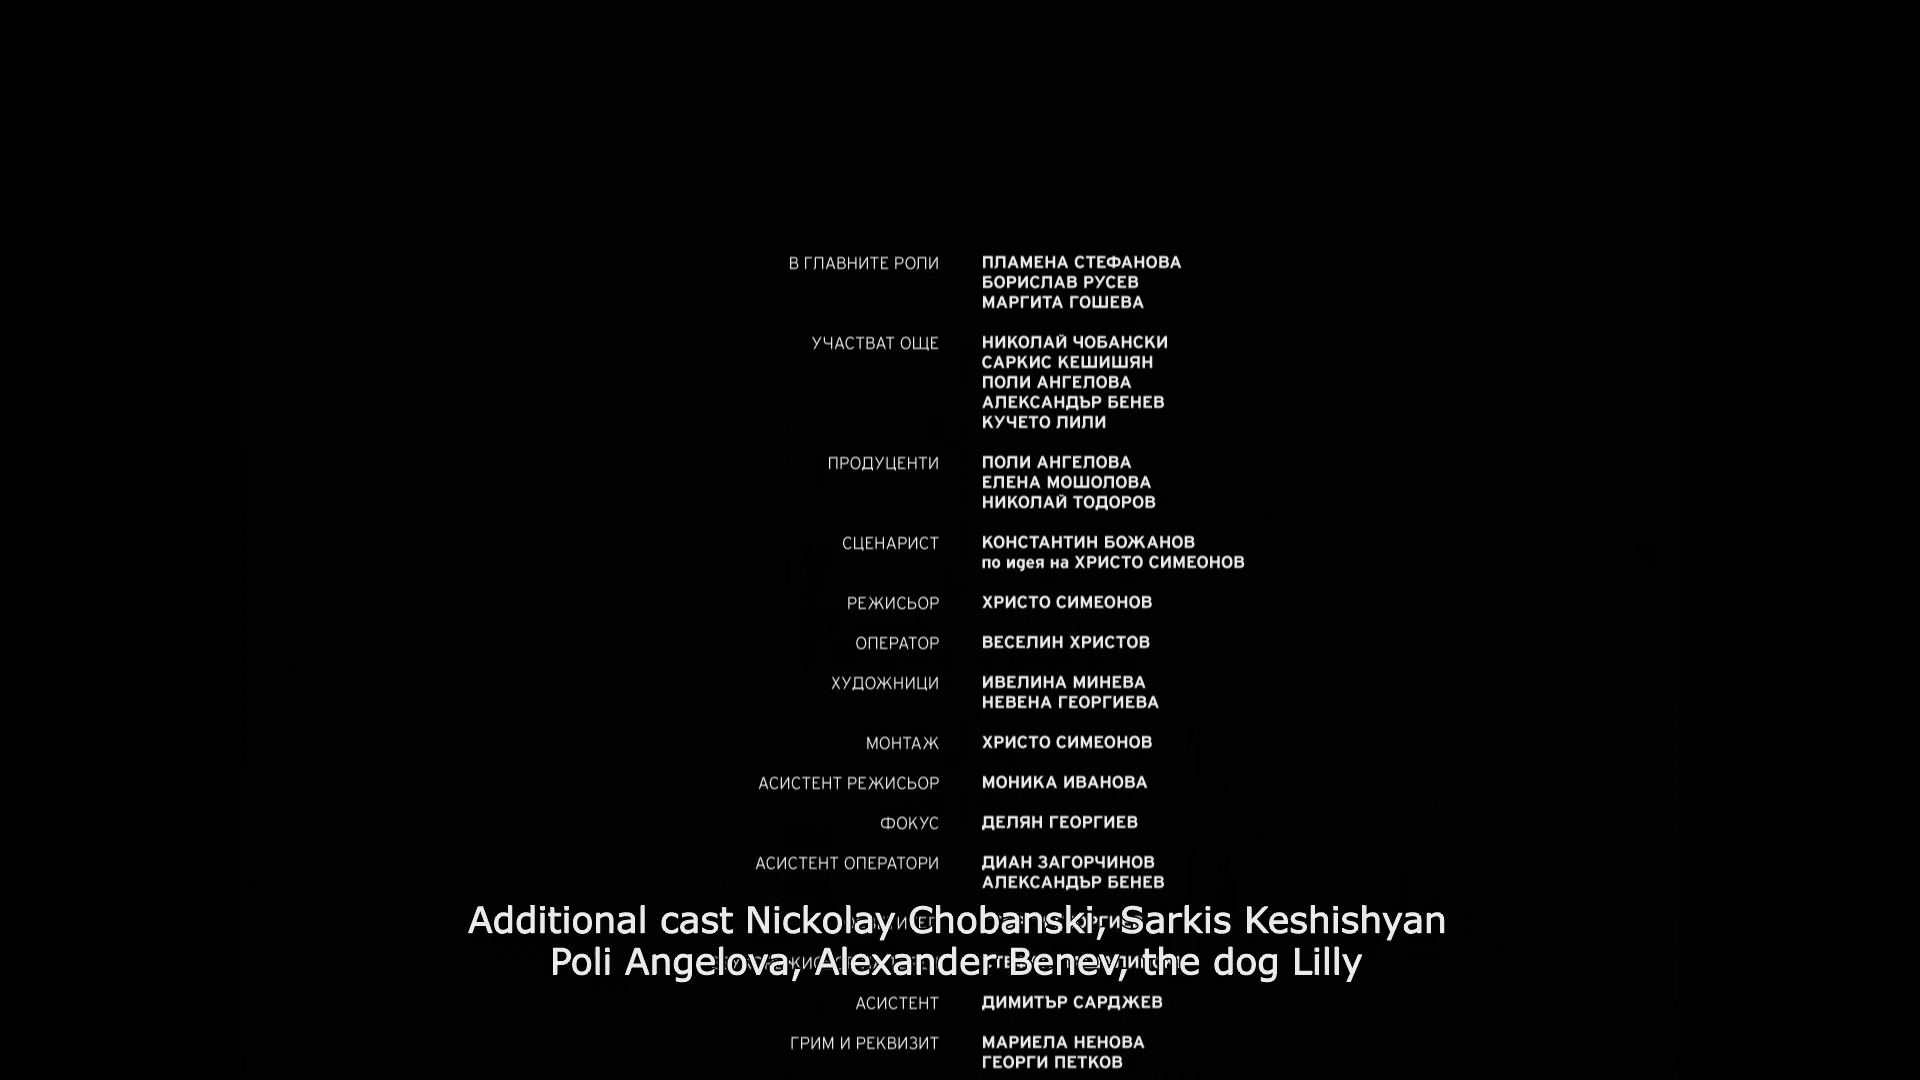 В ГЛАВНИТЕ РОЛИ ПЛАМЕНА СТЕФАНОВА
БОРИСЛАВ РУСЕВ
МАРГИТА ГОШЕВА
УЧАСТВАТ ОЩЕ НИКОЛАЙ ЧОБАНСКИ
САРКИС КЕШИШЯН
ПОЛИ АНГЕЛОВА
АЛЕКСАНДЪР БЕНЕВ
КУЧЕТО ЛИЛИ
ПРОДУЦЕНТИ ПОЛИ АНГЕЛОВА
ЕЛЕНА МОШОЛОВА
НИКОЛАЙ ТОДОРОВ
СЦЕНАРИСТ КОНСТАНТИН БОЖАНОВ
по идея на ХРИСТО СИМЕОНОВ
РЕЖИСЬОР ХРИСТО СИМЕОНОВ
ОПЕРАТОР ВЕСЕЛИН ХРИСТОВ
ХУДОЖНИЦИ ИВЕЛИНА МИНЕВА
НЕВЕНА ГЕОРГИЕВА
МОНТАЖ ХРИСТО СИМЕОНОВ
АСИСТЕНТ РЕЖИСЬОР МОНИКА ИВАНОВА
ФОКУС ДЕЛЯН ГЕОРГИЕВ
АСИСТЕНТ ОПЕРАТОРИ ДИАН ЗАГОРЧИНОВ
АЛЕКСАНДЪР БЕНЕВ
Additional cast Nickolay Chobanski, Sarkis Keshishyan
Poli Angelova, Alexander Benev, the dog Lilly
АСИСТЕНТ ДИМИТЪР САРДЖЕВ
ГРИМ И РЕКВИЗИТ МАРИЕЛА НЕНОВА
ГЕОРГИ ПЕТКОВ